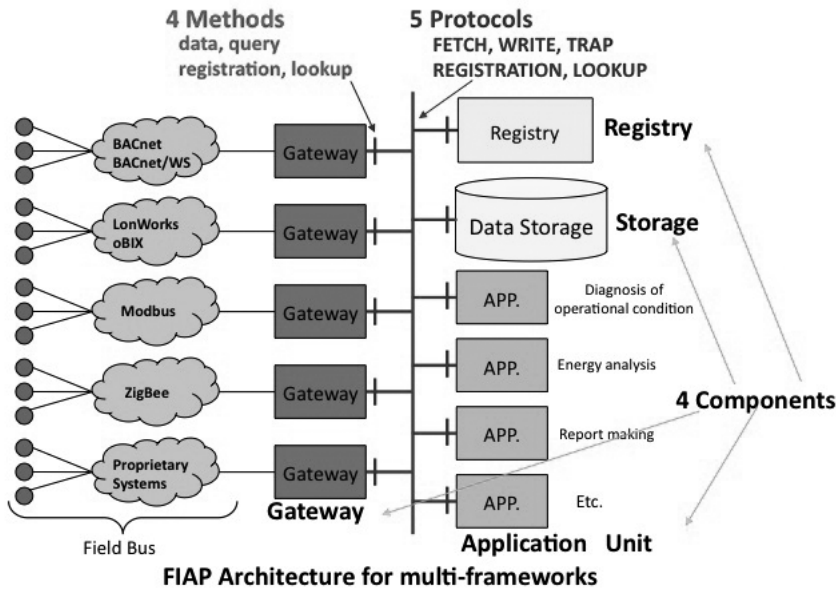 4 Methods
data, query
registration, lookup
5 Protocols
FETCH, WRITE, TRAP
REGISTRATION, LOOKUP
BACnet
BACnet/WS
Gateway
Registry
Registry
LonWorks
oBIX
Gateway
Data Storage
Storage
Modbus
Gateway
APP.
Diagnosis of
operational condition
ZigBee
Gateway
APP.
Energy analysis
4 Components
Proprietary
Systems
Gateway
APP.
Report making
APP.
Etc.
Field Bus
Gateway
Application Unit
FIAP Architecture for multi-frameworks